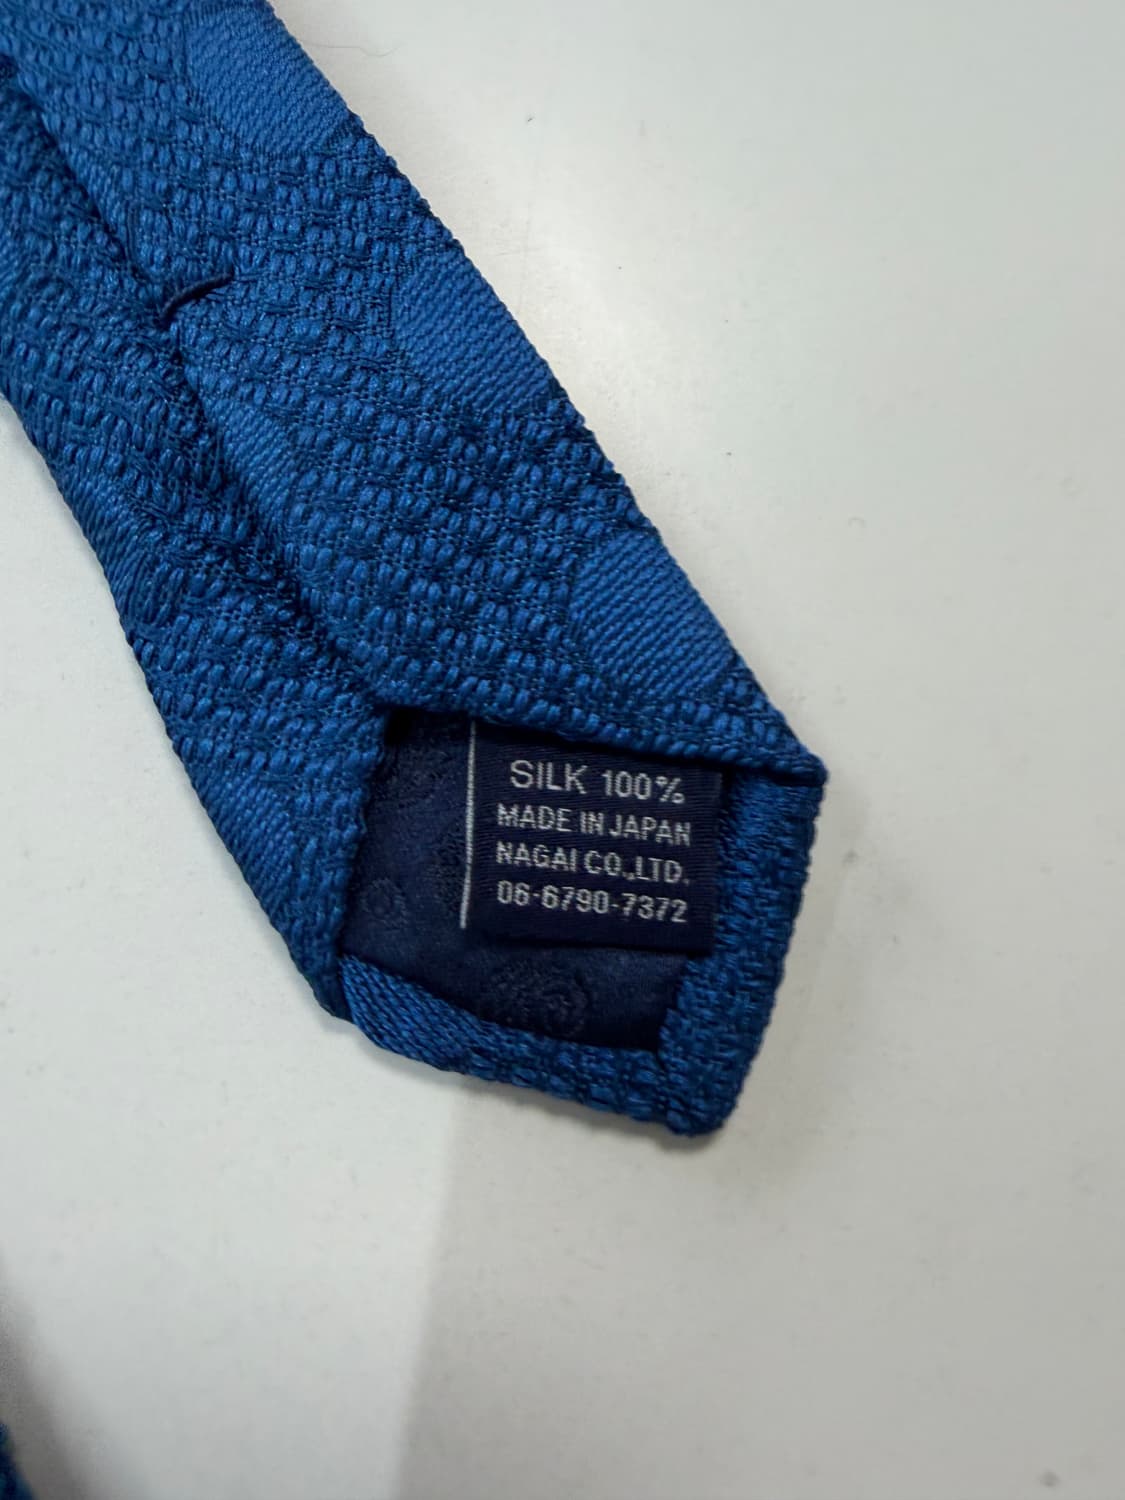 SILK 100%
MADE IN JAPAN
NAGAI CO.,LTD.
06-6790-7372